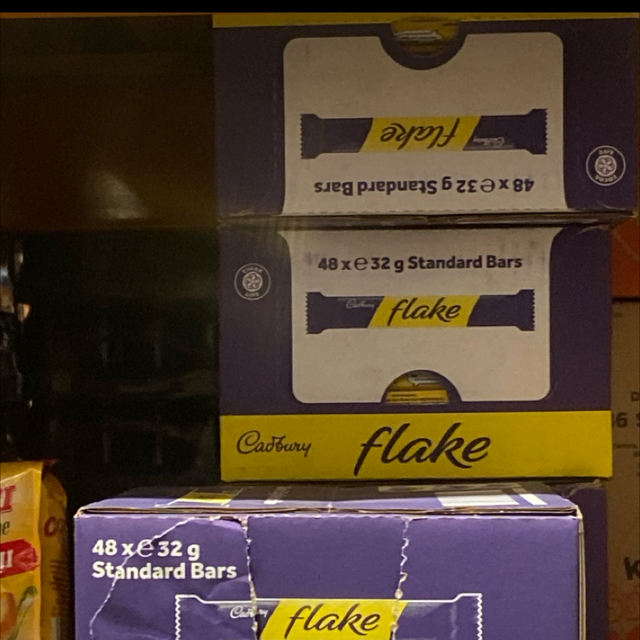 flake
Cadbury
48 x e 32 g Standard Bars
48 x e 32 g Standard Bars
Cadbury
flake
Cadbury flake
48 x e 32 g
Standard Bars
Cadbury
flake